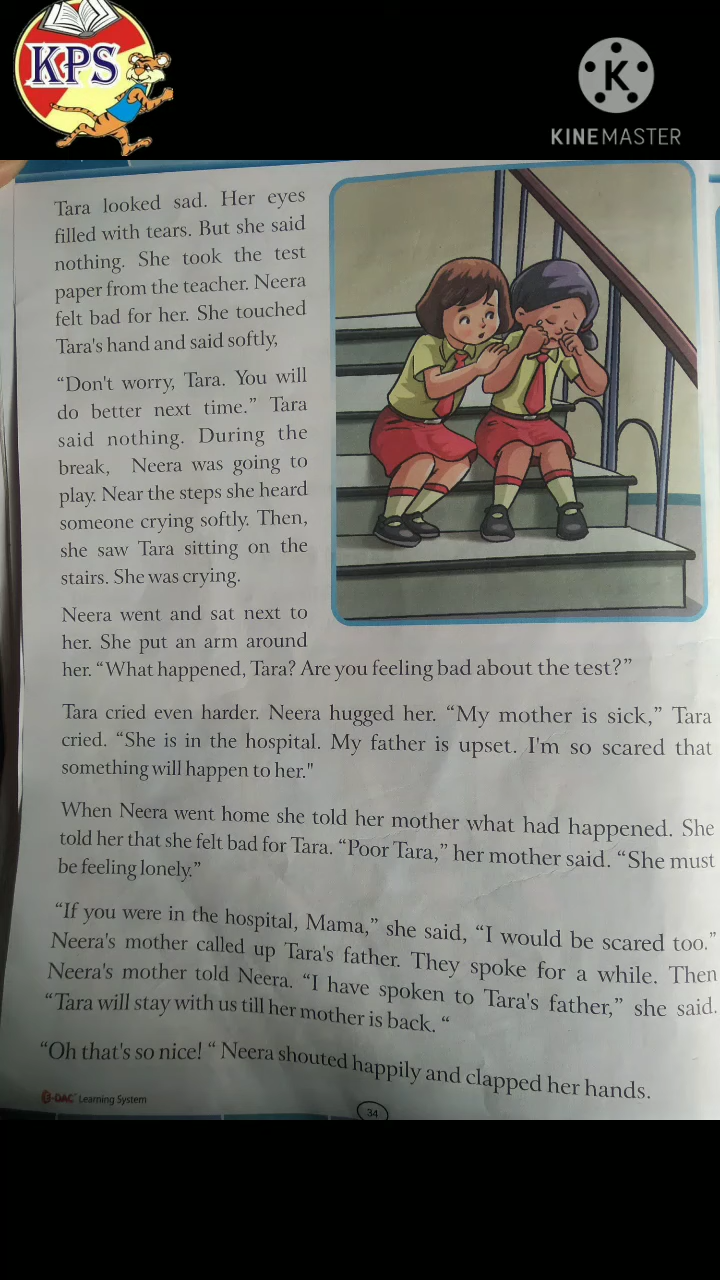 KPS
K
KINEMASTER
Tara looked sad. Her eyes
filled with tears. But she said
nothing. She took the test
paper from the teacher. Neera
felt bad for her. She touched
Tara's hand and said softly,
“Don't worry, Tara. You will
do better next time.” Tara
said nothing. During the
break, Neera was going to
play. Near the steps she heard
someone crying softly. Then,
she saw Tara sitting on the
stairs. She was crying.
Neera went and sat next to
her. She put an arm around
her. “What happened, Tara? Are you feeling bad about the test?”
Tara cried even harder. Neera hugged her. “My mother is sick,” Tara
cried. “She is in the hospital. My father is upset. I'm so scared that
something will happen to her."
When Neera went home she told her mother what had happened. She
told her that she felt bad for Tara. “Poor Tara,” her mother said. “She must
be feeling lonely.”
“If you were in the hospital, Mama,” she said, “I would be scared too.”
Neera's mother called up Tara's father. They spoke for a while. Then
Neera's mother told Neera. “I have spoken to Tara's father,” she said.
“Tara will stay with us till her mother is back. “
“Oh that's so nice! “ Neera shouted happily and clapped her hands.
e-DAC Learning System
34